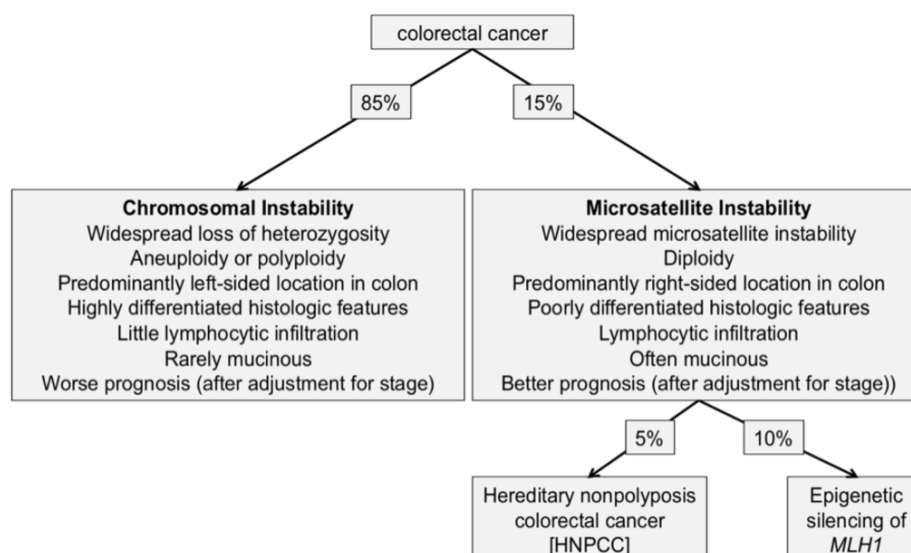 colorectal cancer
85%
15%
Chromosomal Instability
Widespread loss of heterozygosity
Aneuploidy or polyploidy
Predominantly left-sided location in colon
Highly differentiated histologic features
Little lymphocytic infiltration
Rarely mucinous
Worse prognosis (after adjustment for stage)
Microsatellite Instability
Widespread microsatellite instability
Diploidy
Predominantly right-sided location in colon
Poorly differentiated histologic features
Lymphocytic infiltration
Often mucinous
Better prognosis (after adjustment for stage))
5%
10%
Hereditary nonpolyposis
colorectal cancer
[HNPCC]
Epigenetic
silencing of
MLH1